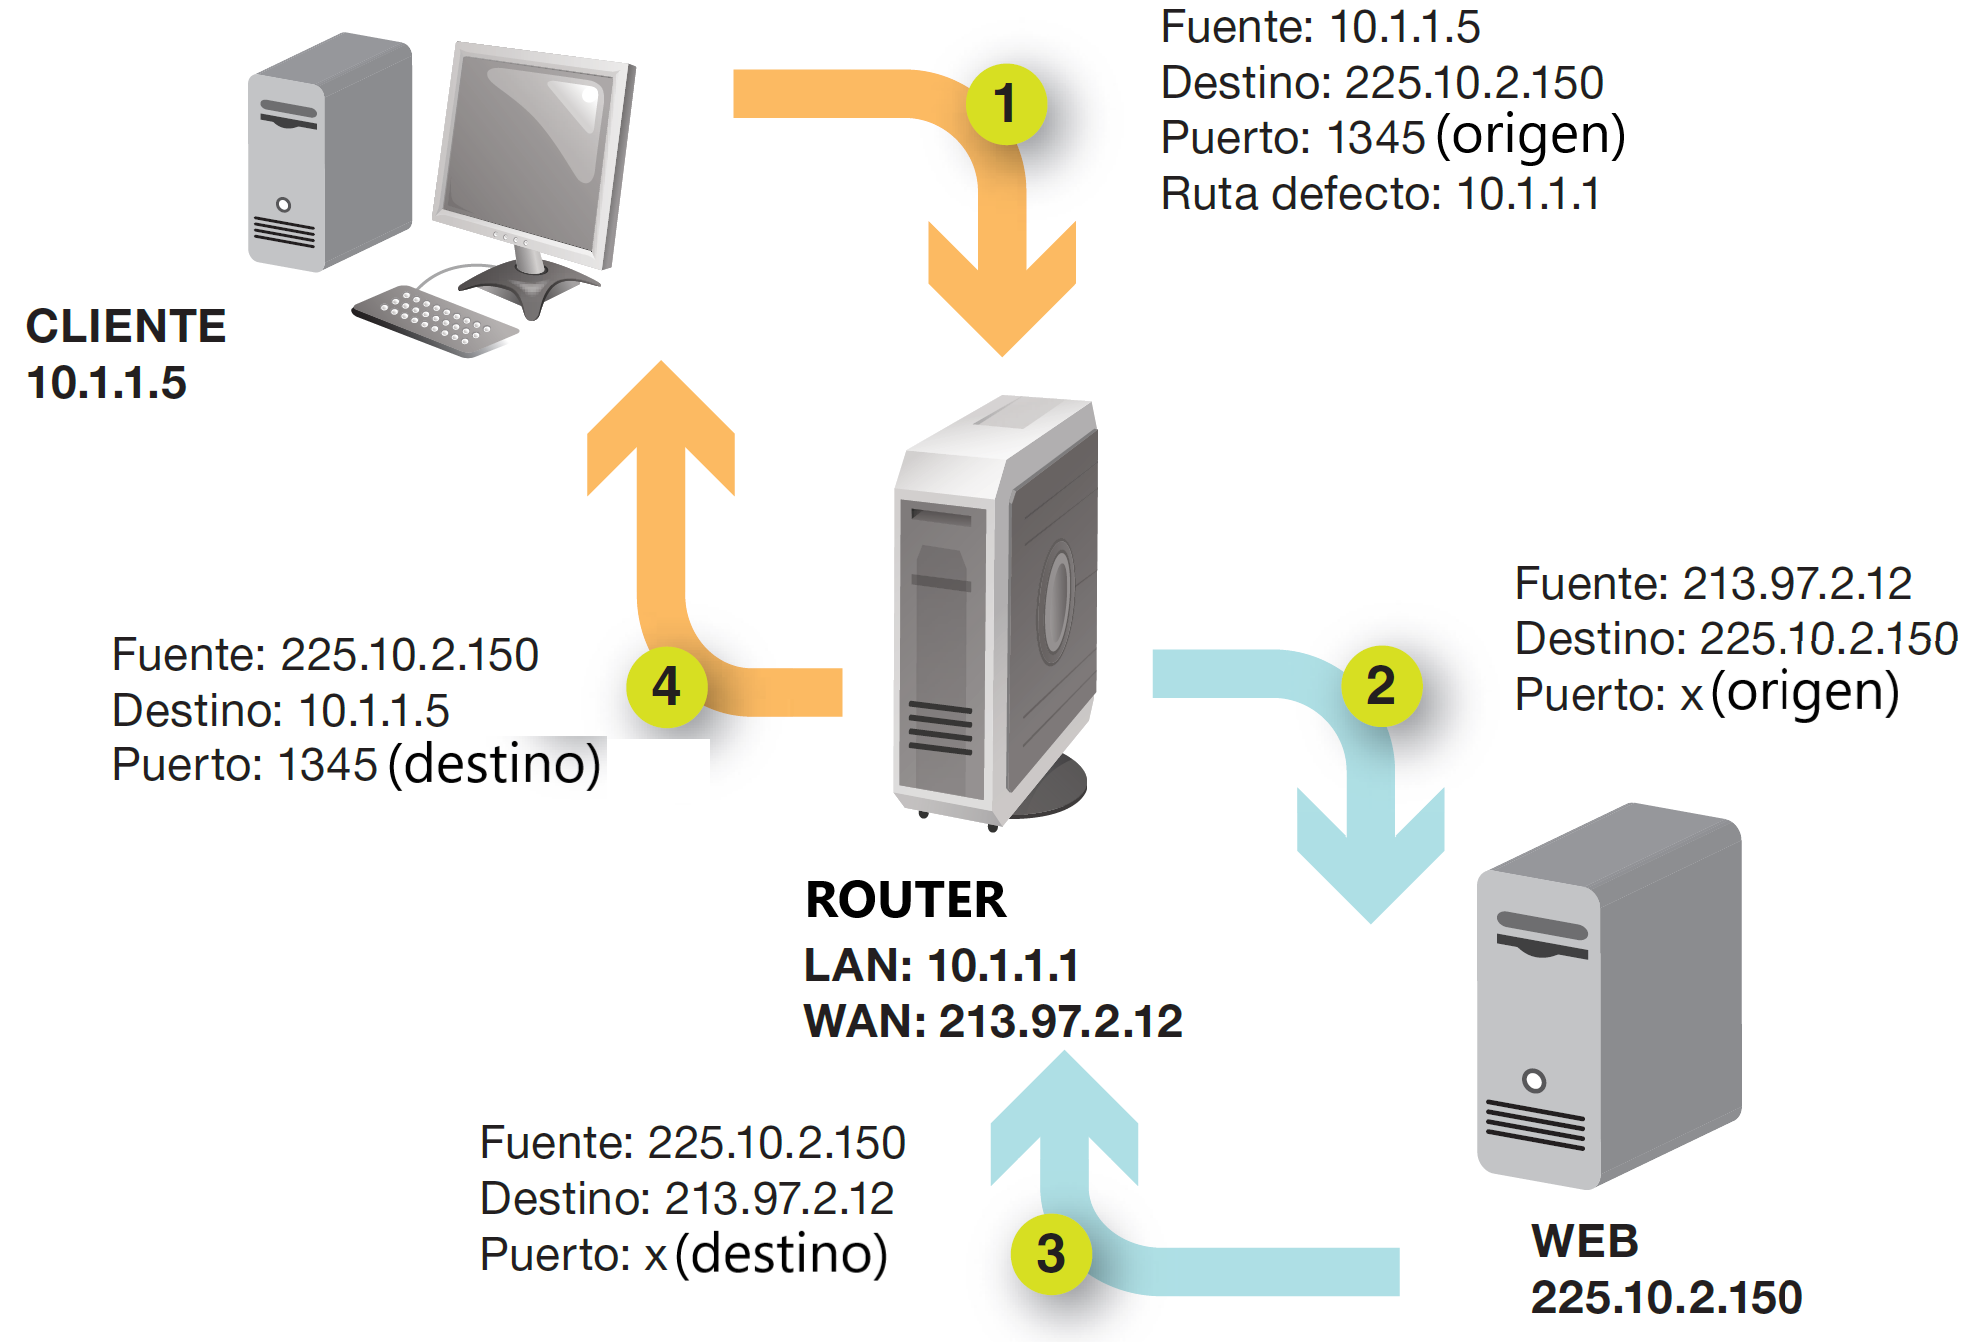 Fuente: 10.1.1.5
Destino: 225.10.2.150
Puerto: 1345 (origen)
Ruta defecto: 10.1.1.1
1
CLIENTE
10.1.1.5
Fuente: 213.97.2.12
Destino: 225.10.2.150
Puerto: x (origen)
2
Fuente: 225.10.2.150
Destino: 10.1.1.5
Puerto: 1345 (destino)
4
ROUTER
LAN: 10.1.1.1
WAN: 213.97.2.12
Fuente: 225.10.2.150
Destino: 213.97.2.12
Puerto: x (destino)
3
WEB
225.10.2.150